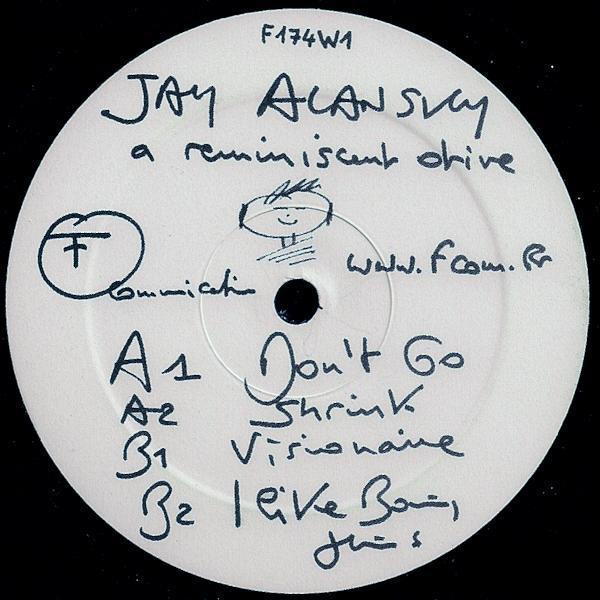 F174W1
JAY ALANSKY
a reminiscent drive
F
Communication
www.Fcom.fr
A1 Don't Go
A2 Shrink
B1 Visionaire
B2 I like Boring
things